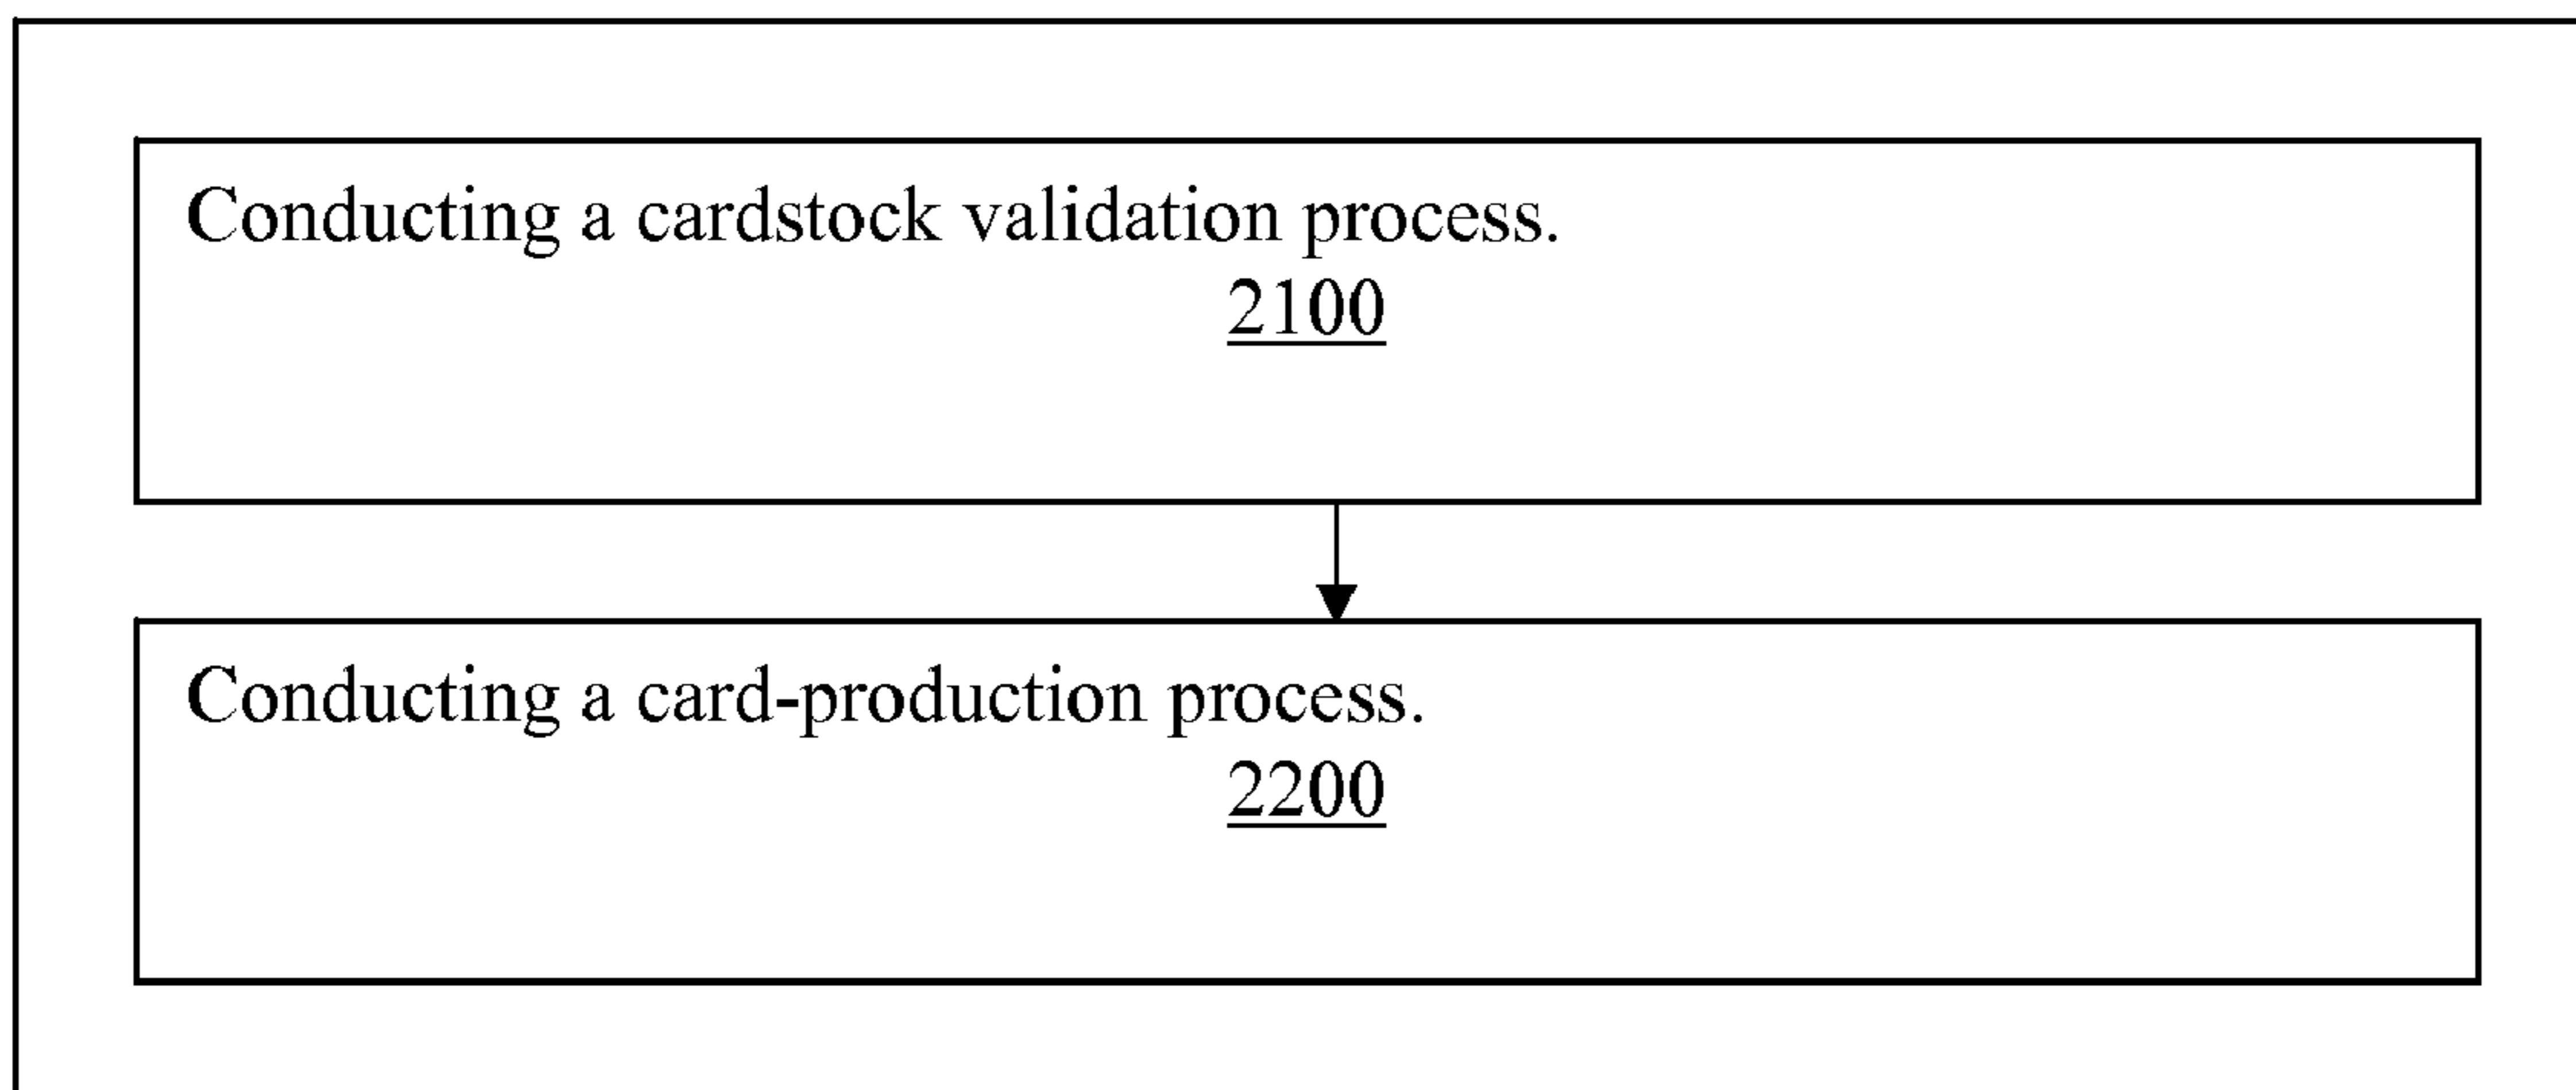 Conducting a cardstock validation process.
2100
Conducting a card-production process.
2200